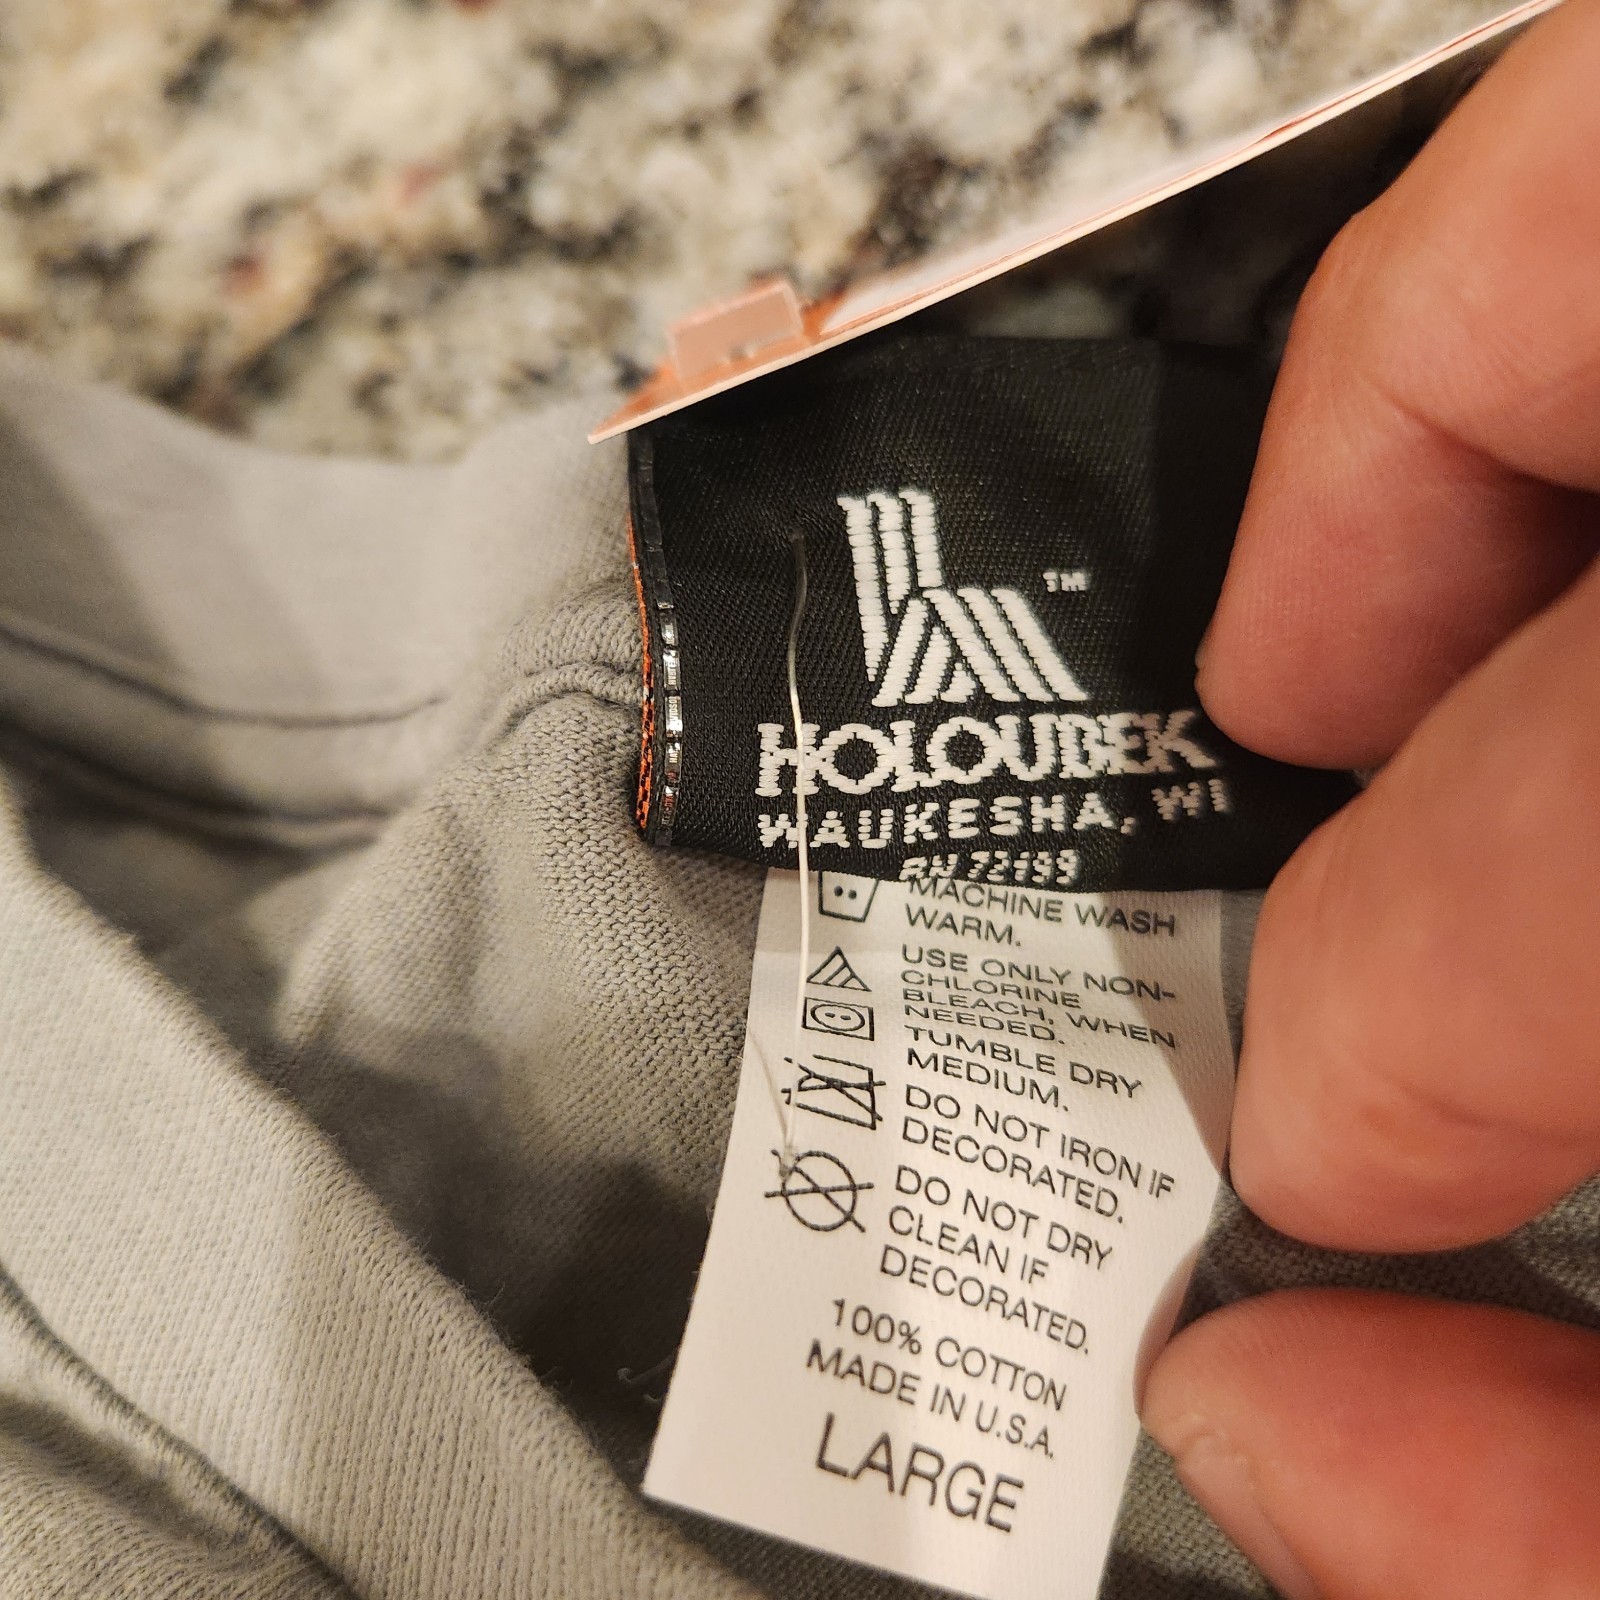 TM
HOLOUBEK
WAUKESHA, WI
RN 72199
MACHINE WASH
WARM.
USE ONLY NON-
CHLORINE
BLEACH, WHEN
NEEDED.
TUMBLE DRY
MEDIUM.
DO NOT IRON IF
DECORATED.
DO NOT DRY
CLEAN IF
DECORATED.
100% COTTON
MADE IN U.S.A.
LARGE